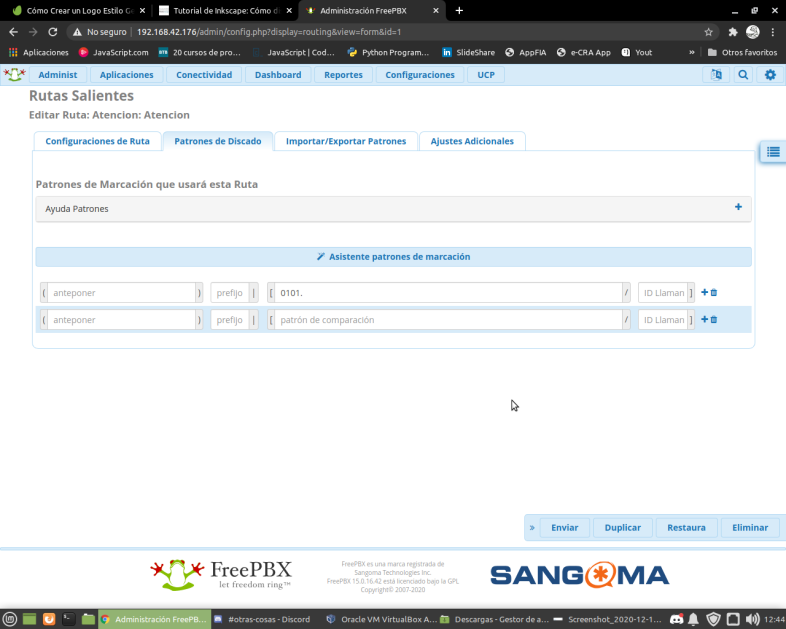 Cómo Crear un Logo Estilo G
Tutorial de Inkscape: Cómo d
Administración FreePBX
No seguro | 192.168.42.176/admin/config.php?display=routing&view=form&id=1
Aplicaciones JavaScript.com 20 cursos de pro... JavaScript | Cod... Python Program... SlideShare AppFIA e-CRA App Yout » Otros favoritos
Administ Aplicaciones Conectividad Dashboard Reportes Configuraciones UCP
Rutas Salientes
Editar Ruta: Atencion: Atencion
Configuraciones de Ruta Patrones de Discado Importar/Exportar Patrones Ajustes Adicionales
Patrones de Marcación que usará esta Ruta
Ayuda Patrones +
Asistente patrones de marcación
( anteponer ) prefijo | [ 0101. / ID Llaman ] +
( anteponer ) prefijo | [ patrón de comparación / ID Llaman ] +
» Enviar Duplicar Restaura Eliminar
FreePBX
let freedom ring™
FreePBX es una marca registrada de
Sangoma Technologies Inc.
FreePBX 15.0.16.42 está licenciado bajo la GPL
Copyright© 2007-2020
SANGOMA
Administración FreePB... #otras-cosas - Discord Oracle VM VirtualBox A... Descargas - Gestor de a... Screenshot_2020-12-1... 12:44